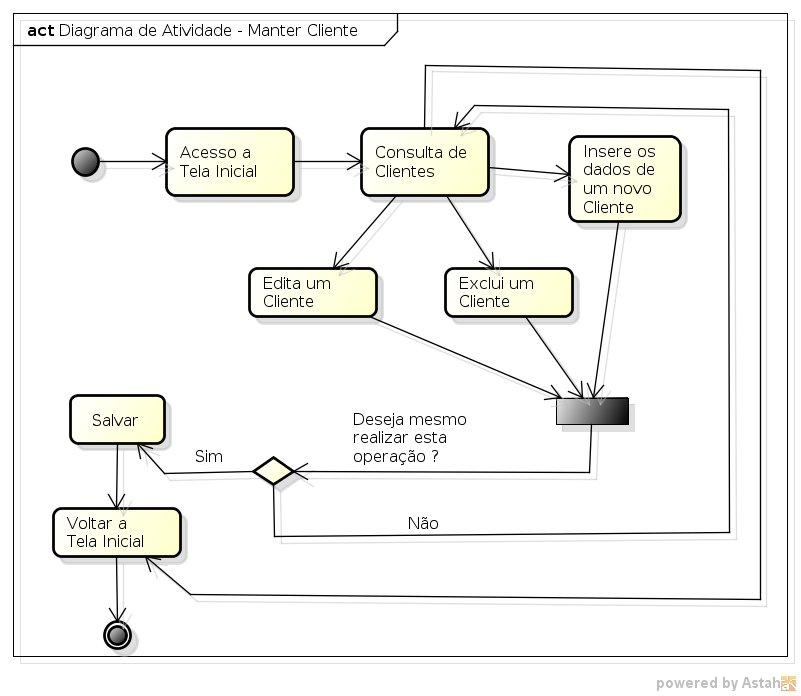 act Diagrama de Atividade - Manter Cliente
Acesso a
Tela Inicial
Consulta de
Clientes
Insere os
dados de
um novo
Cliente
Edita um
Cliente
Exclui um
Cliente
Salvar
Sim
Deseja mesmo
realizar esta
operação ?
Voltar a
Tela Inicial
Não
powered by Astah